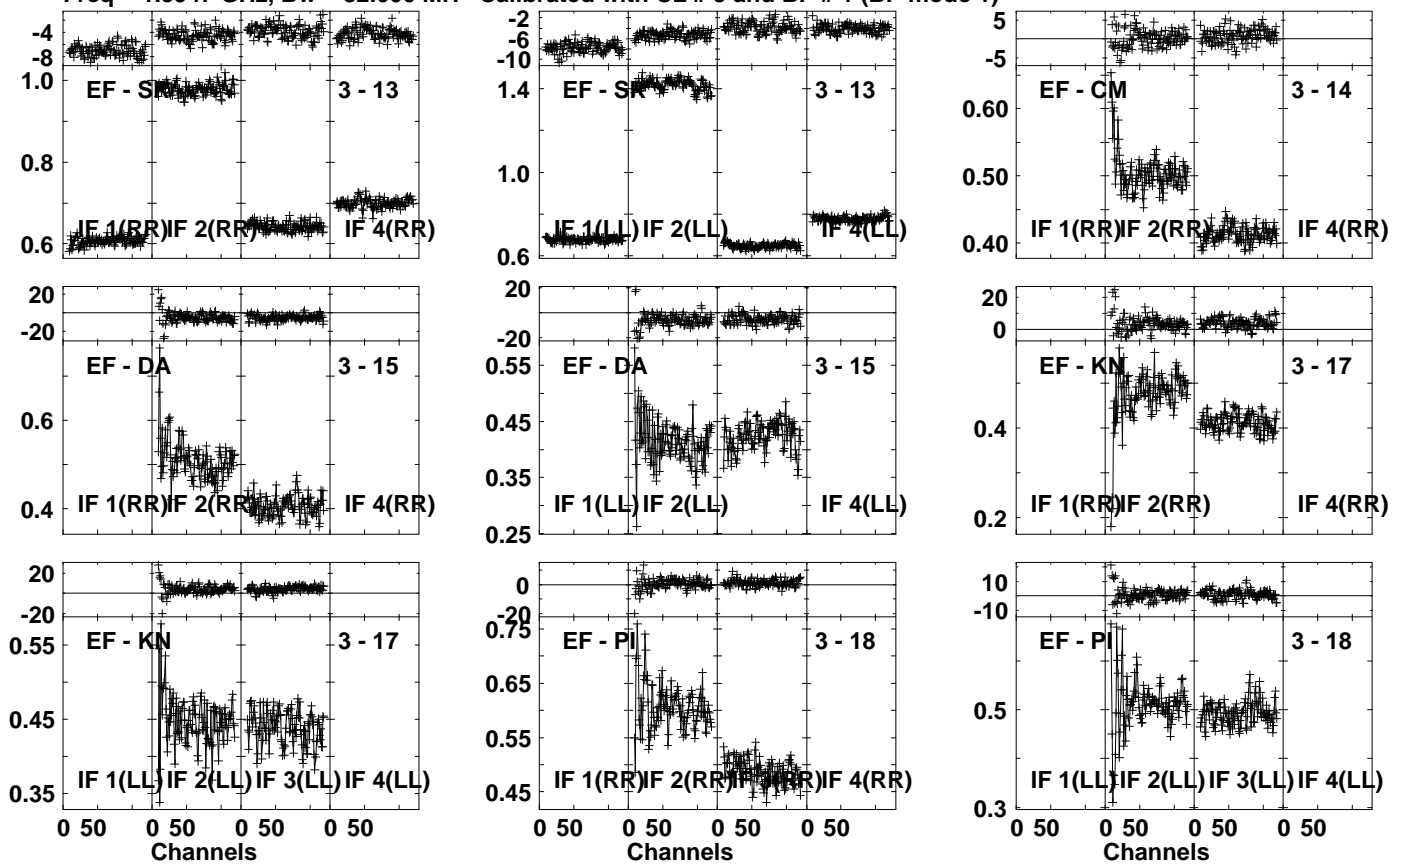 -4
-8
1.0
EF - SR
3 - 13
0.8
0.6
IF 1(RR)
IF 2(RR)
IF 4(RR)
-2
-6
-10
1.4
EF - SR
3 - 13
1.0
0.6
IF 1(LL)
IF 2(LL)
IF 4(LL)
5
-5
0.60
EF - CM
3 - 14
0.50
0.40
IF 1(RR)
IF 2(RR)
IF 4(RR)
20
-20
EF - DA
3 - 15
0.6
0.4
IF 1(RR)
IF 2(RR)
IF 4(RR)
20
-20
0.55
EF - DA
3 - 15
0.45
0.35
0.25
IF 1(LL)
IF 2(LL)
IF 4(LL)
20
0
EF - KN
3 - 17
0.4
0.2
IF 1(RR)
IF 2(RR)
IF 4(RR)
20
-20
0.55
EF - KN
3 - 17
0.45
0.35
IF 1(LL)
IF 2(LL)
IF 3(LL)
IF 4(LL)
0 50 0 50 0 50 0 50
Channels
0
-20
0.75
EF - PI
3 - 18
0.65
0.55
0.45
IF 1(RR)
IF 2(RR)
IF 4(RR)
0 50 0 50 0 50 0 50
Channels
10
-10
EF - PI
3 - 18
0.5
0.3
IF 1(LL)
IF 2(LL)
IF 3(LL)
IF 4(LL)
0 50 0 50 0 50 0 50
Channels